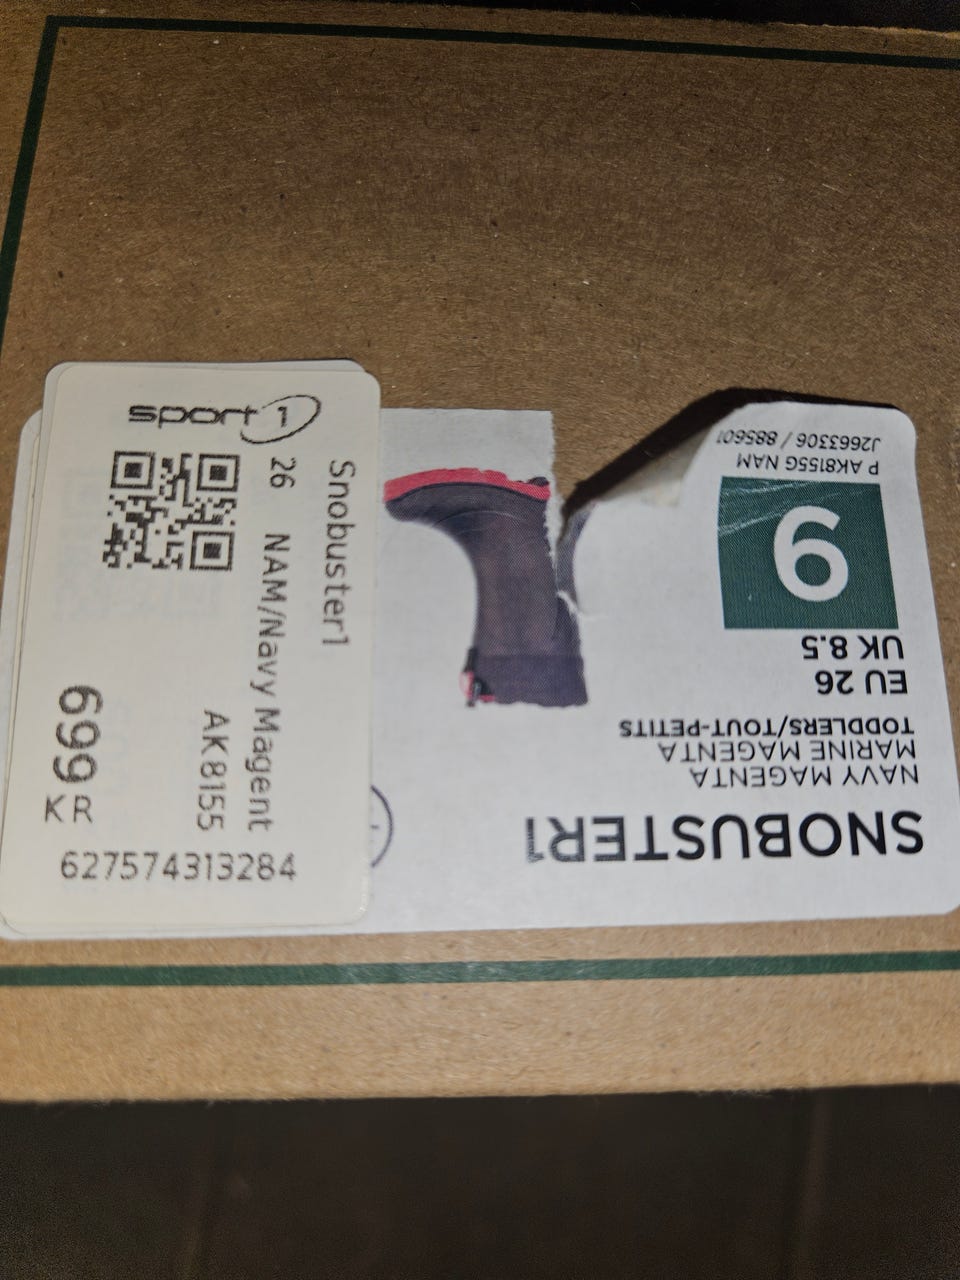 sport 1
Snobuster1
26 NAM/Navy Magent
AK8155
699
KR
627574313284
SNOBUSTER1
NAVY MAGENTA
MARINE MAGENTA
TODDLERS/TOUT-PETITS
EU 26
UK 8.5
9
P AK8155G NAM
J2663306 / 885601